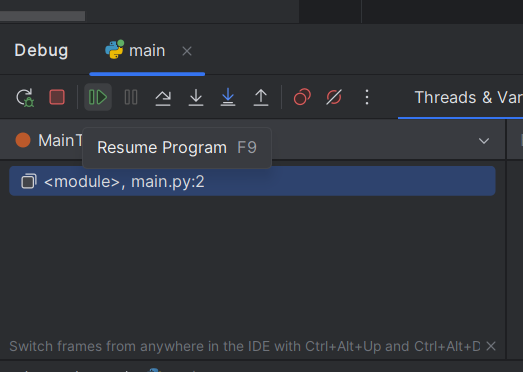 Debug
main
Threads & Var
MainT
Resume Program F9
<module>, main.py:2
Switch frames from anywhere in the IDE with Ctrl+Alt+Up and Ctrl+Alt+D